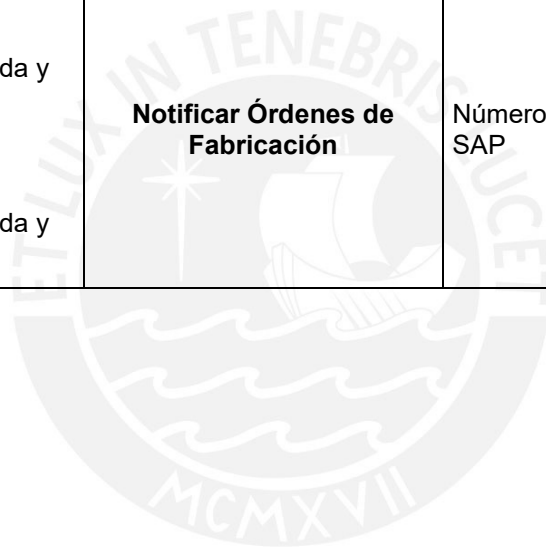 da y
Notificar Órdenes de
Fabricación
Número
SAP
da y
ET LUX IN TENEBRIS LUCET
MCMXVII